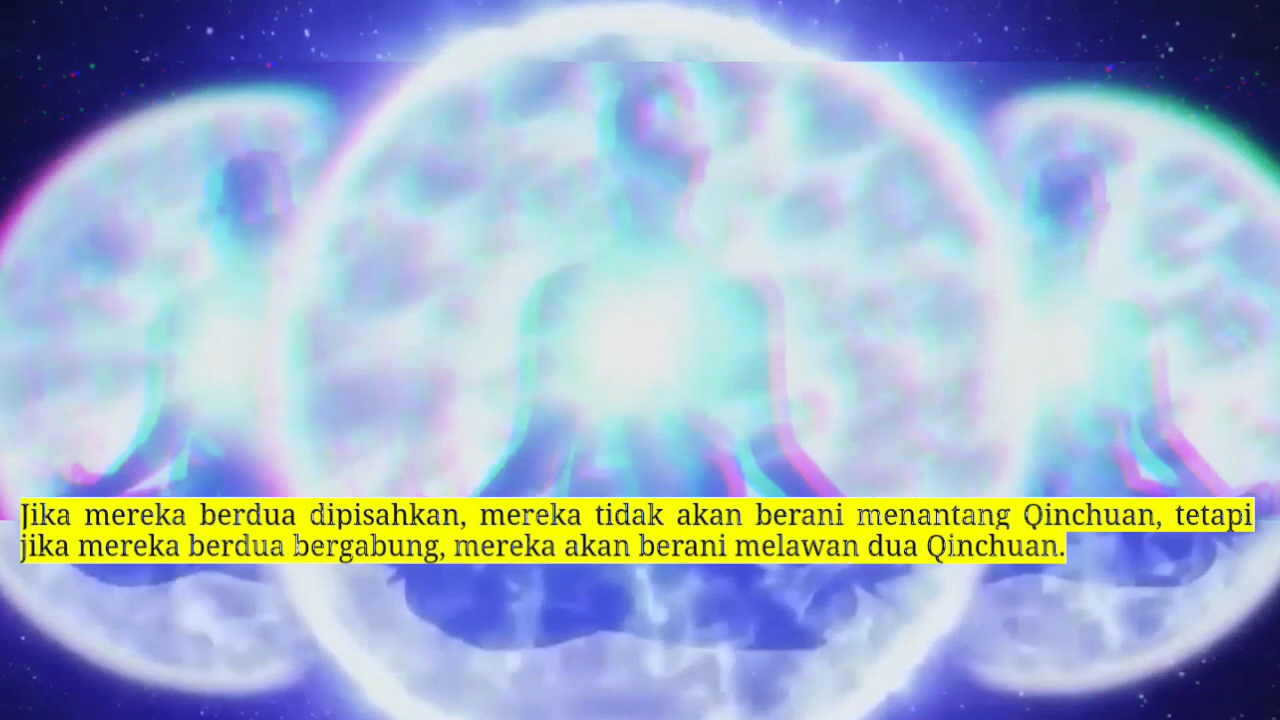 Jika mereka berdua dipisahkan, mereka tidak akan berani menantang Qinchuan, tetapi
jika mereka berdua bergabung, mereka akan berani melawan dua Qinchuan.